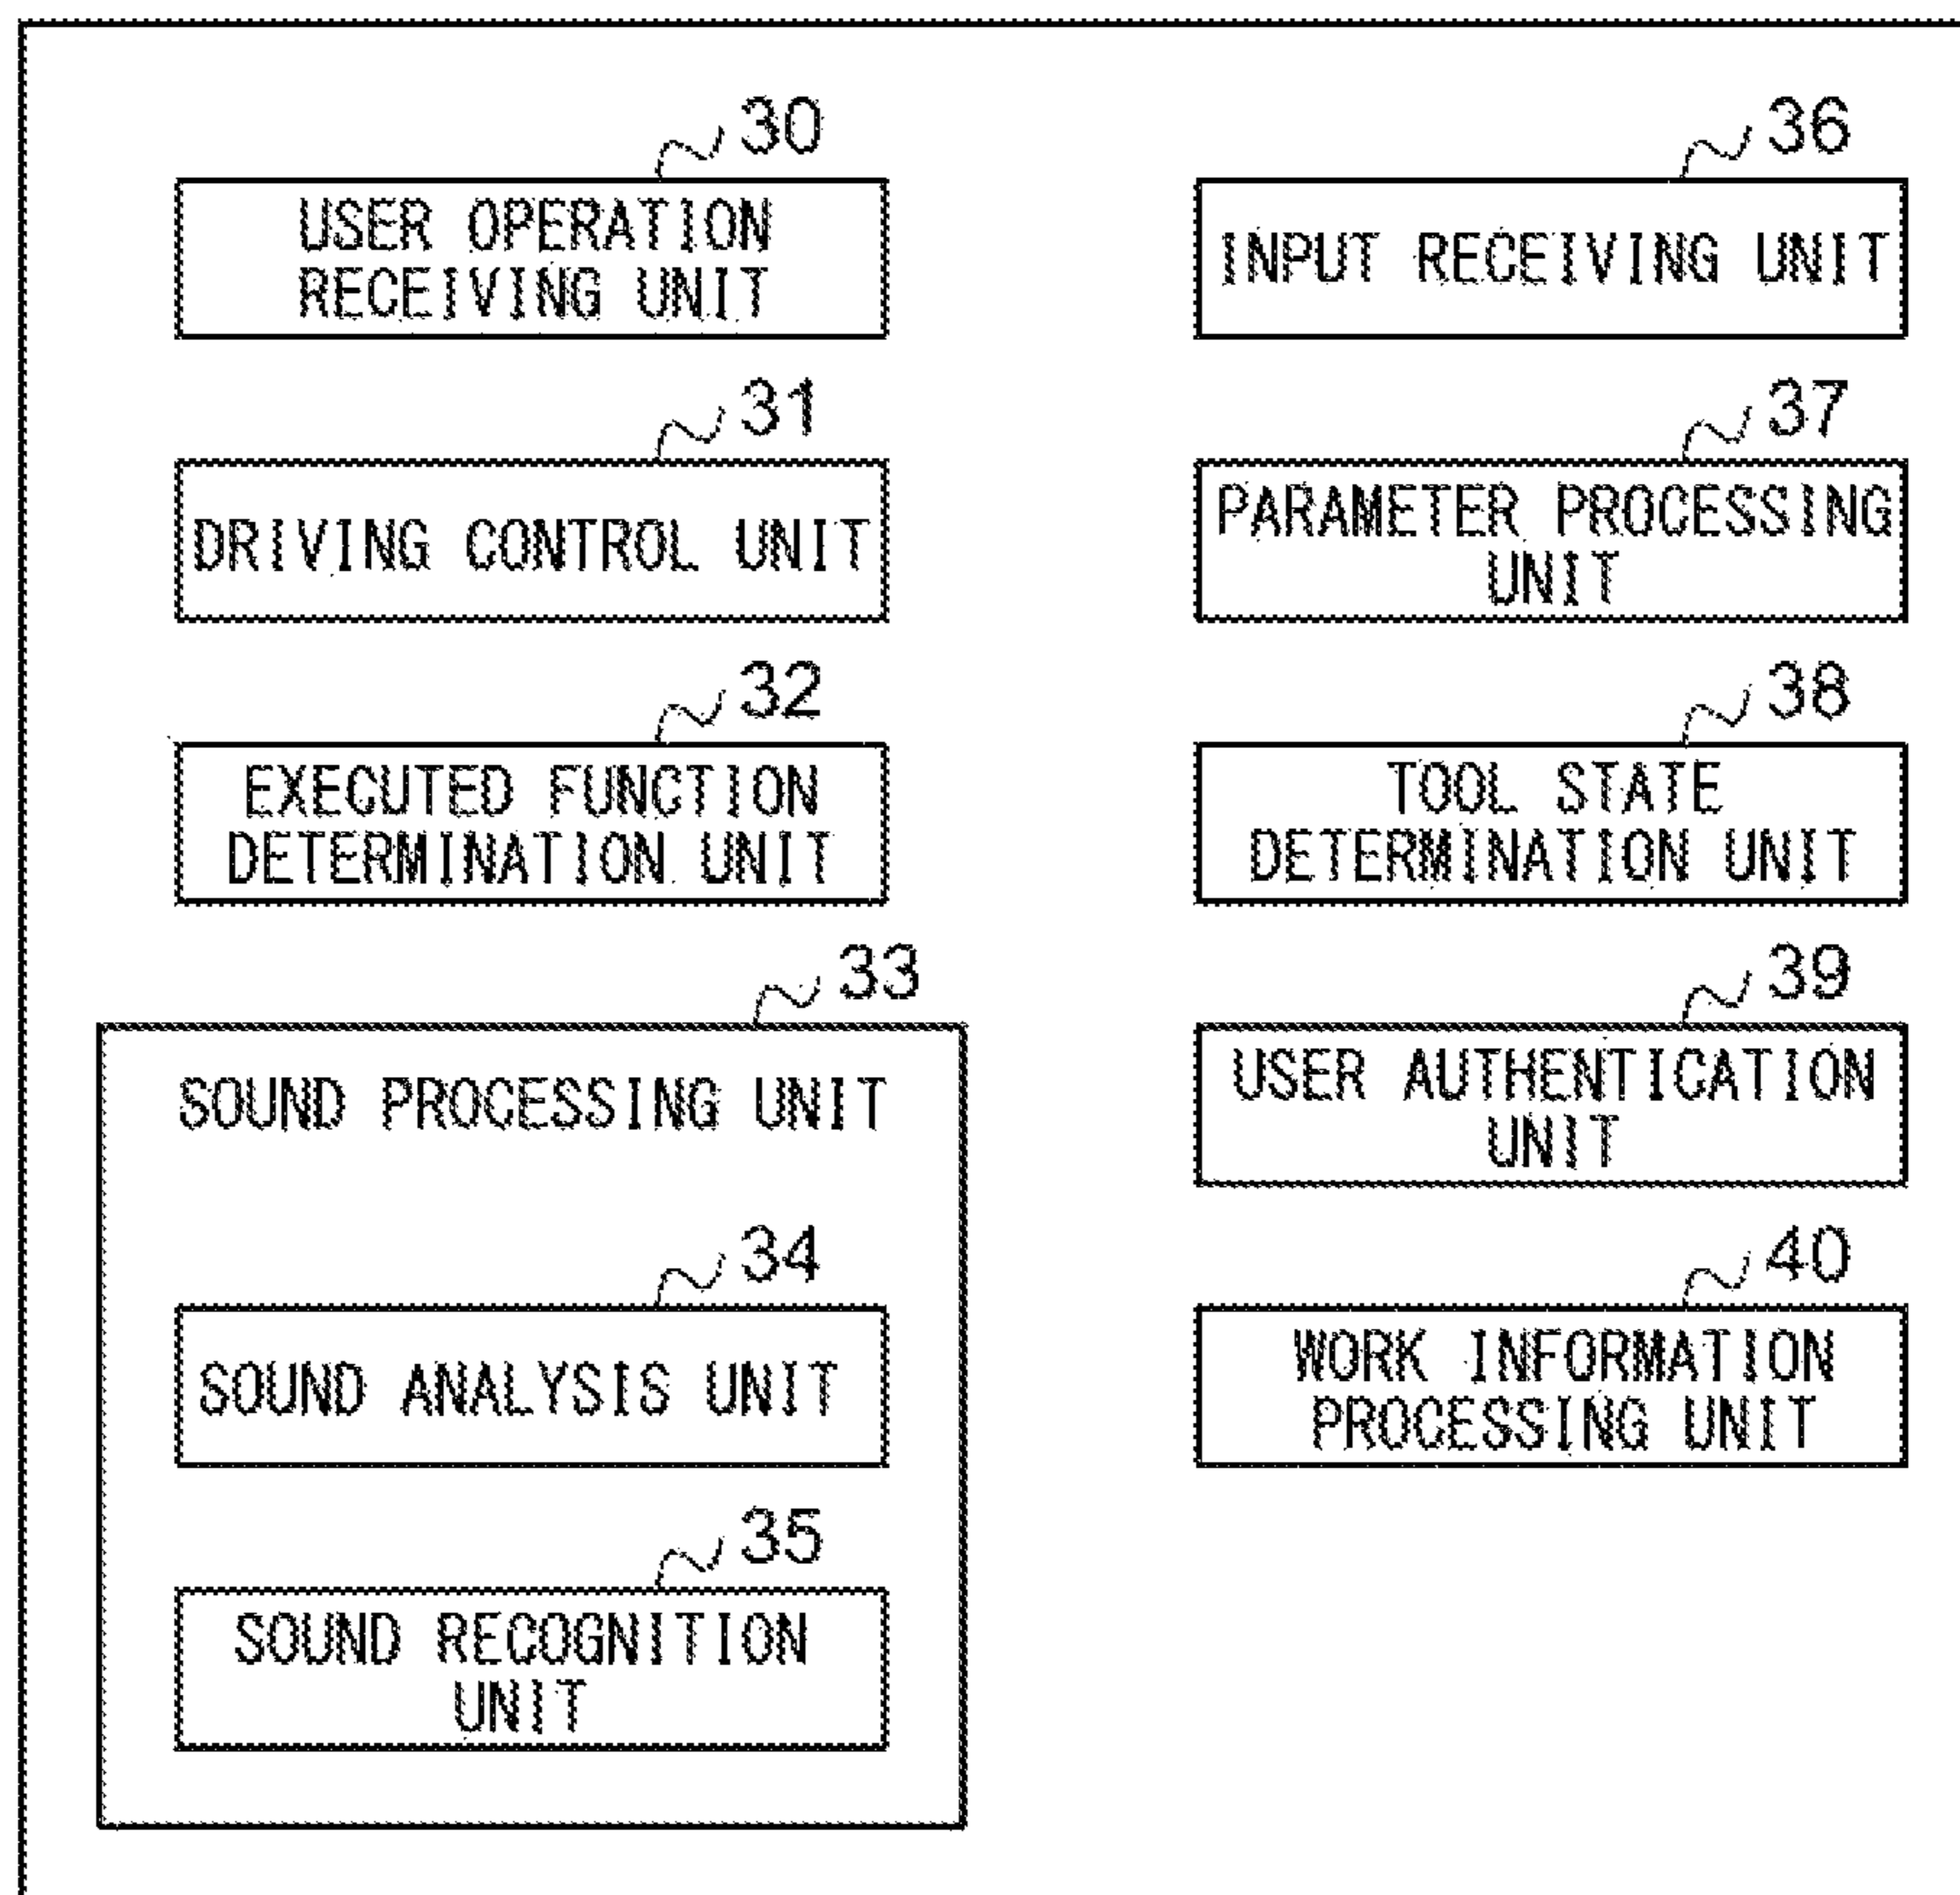 30
USER OPERATION
RECEIVING UNIT
31
DRIVING CONTROL UNIT
32
EXECUTED FUNCTION
DETERMINATION UNIT
33
SOUND PROCESSING UNIT
34
SOUND ANALYSIS UNIT
35
SOUND RECOGNITION
UNIT
36
INPUT RECEIVING UNIT
37
PARAMETER PROCESSING
UNIT
38
TOOL STATE
DETERMINATION UNIT
39
USER AUTHENTICATION
UNIT
40
WORK INFORMATION
PROCESSING UNIT